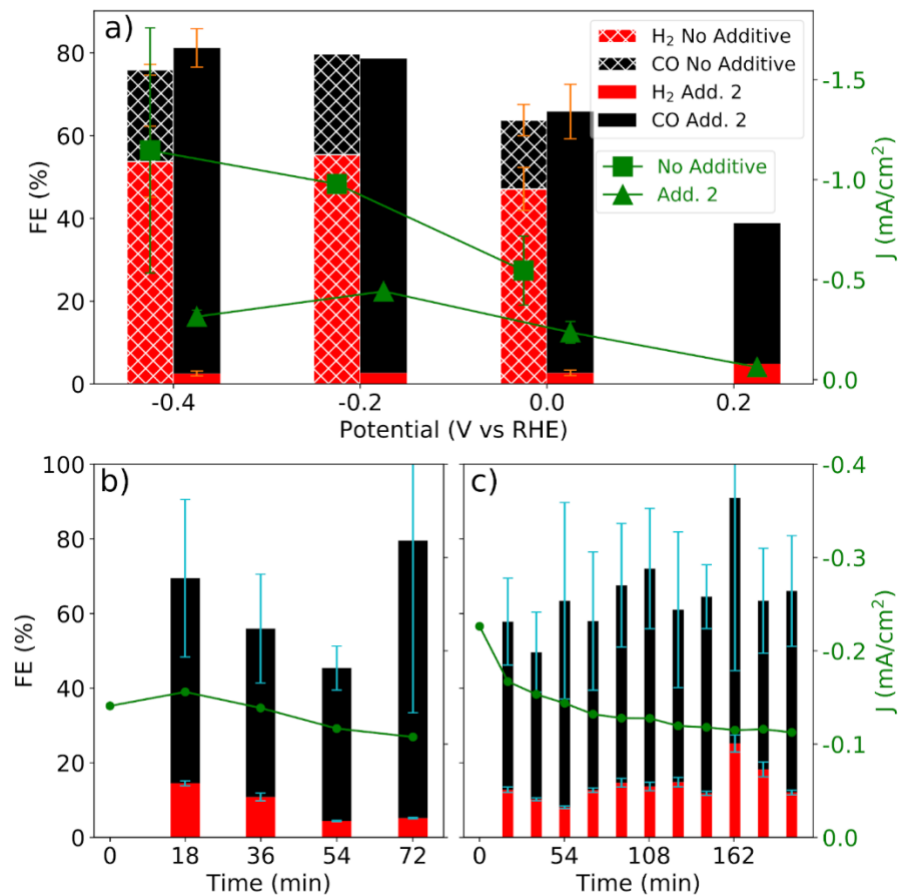 a)
H₂ No Additive
CO No Additive
H₂ Add. 2
CO Add. 2
No Additive
Add. 2
FE (%)
80
60
40
20
0
-0.4 -0.2 0.0 0.2
Potential (V vs RHE)
-1.5
-1.0
-0.5
0.0
J (mA/cm²)
b)
FE (%)
100
80
60
40
20
0
0 18 36 54 72
Time (min)
c)
0 54 108 162
Time (min)
-0.4
-0.3
-0.2
-0.1
0.0
J (mA/cm²)